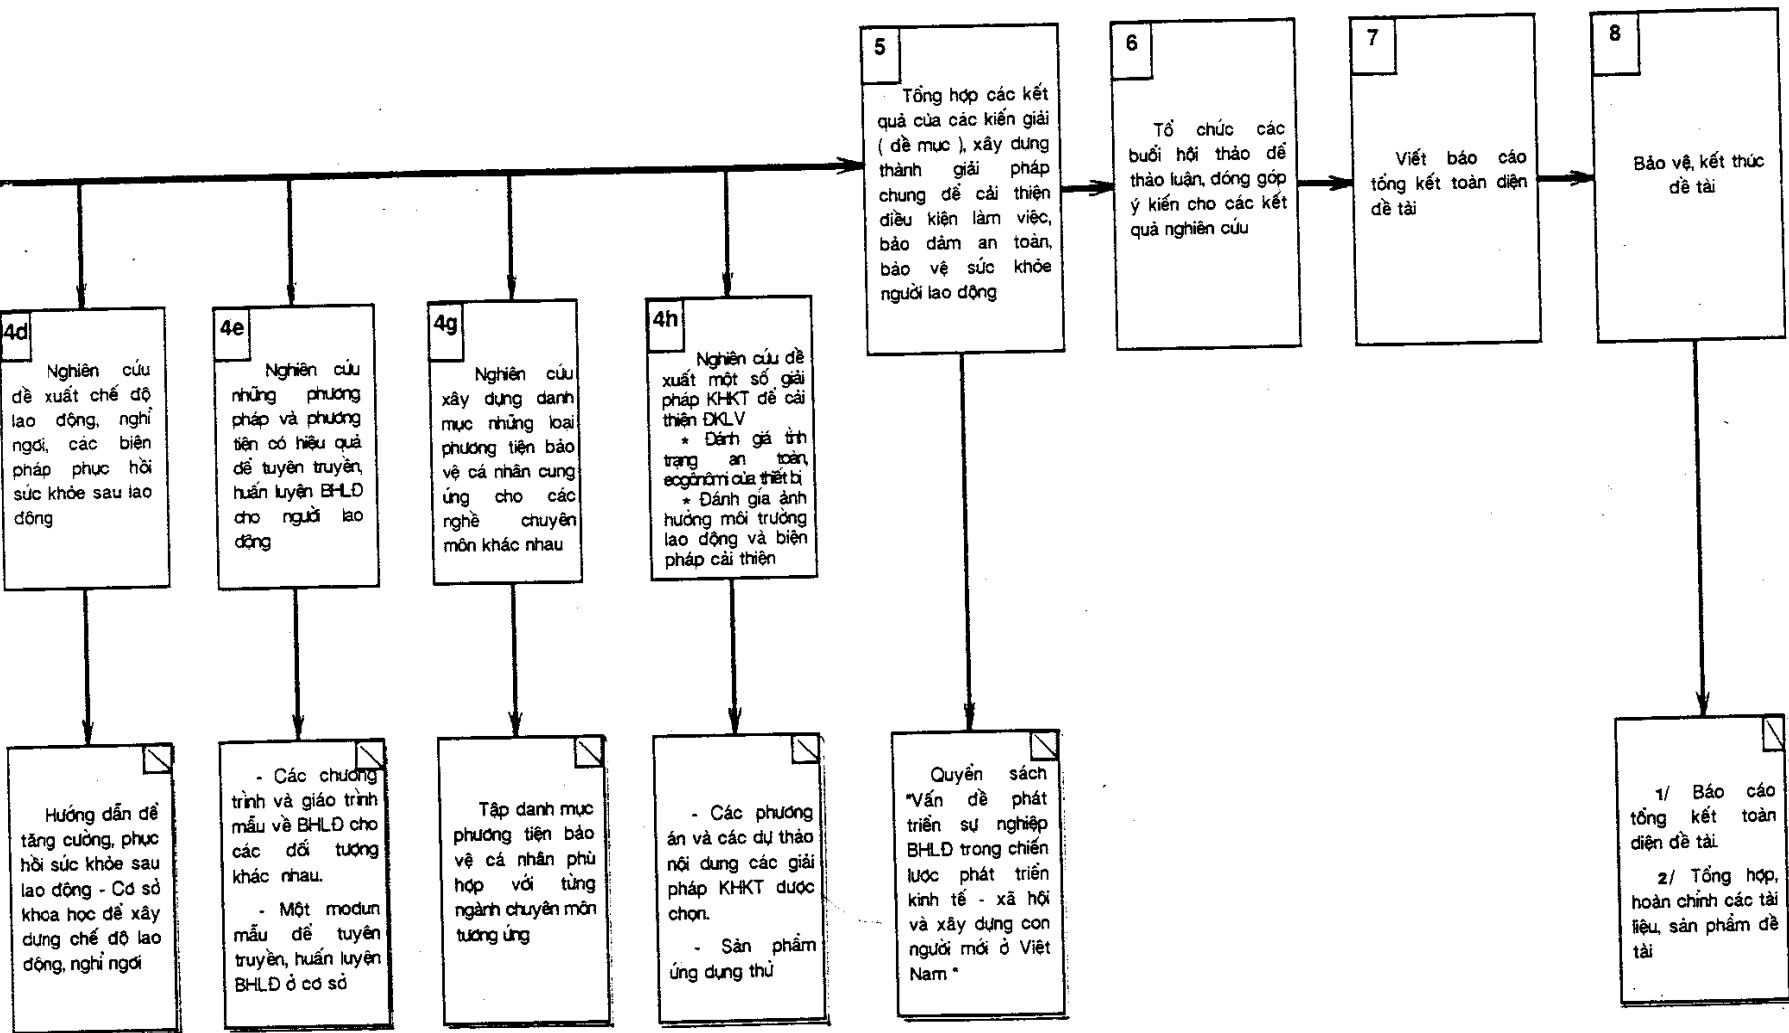 5
Tổng hợp các kết
quả của các kiến giải
( đề mục ), xây dựng
thành giải pháp
chung để cải thiện
điều kiện làm việc,
bảo đảm an toàn,
bảo vệ sức khỏe
người lao động
6
Tổ chức các
buổi hội thảo để
thảo luận, đóng góp
ý kiến cho các kết
quả nghiên cứu
7
Viết báo cáo
tổng kết toàn diện
đề tài
8
Bảo vệ, kết thúc
đề tài
4d
Nghiên cứu
đề xuất chế độ
lao động, nghỉ
ngơi, các biện
pháp phục hồi
sức khỏe sau lao
động
4e
Nghiên cứu
những phương
pháp và phương
tiện có hiệu quả
để tuyên truyền,
huấn luyện BHLĐ
cho người lao
động
4g
Nghiên cứu
xây dựng danh
mục những loại
phương tiện bảo
vệ cá nhân cung
ứng cho các
nghề chuyên
môn khác nhau
4h
Nghiên cứu đề
xuất một số giải
pháp KHKT để cải
thiện ĐKLV
* Đánh giá tình
trạng an toàn,
ecgônômi của thiết bị
* Đánh gía ảnh
hưởng môi trường
lao động và biện
pháp cải thiện
Hướng dẫn để
tăng cường, phục
hồi sức khỏe sau
lao động - Cơ sở
khoa học để xây
dựng chế độ lao
động, nghỉ ngơi
- Các chương
trình và giáo trình
mẫu về BHLĐ cho
các đối tượng
khác nhau.
- Một modun
mẫu để tuyên
truyền, huấn luyện
BHLĐ ở cơ sở
Tập danh mục
phương tiện bảo
vệ cá nhân phù
hợp với từng
ngành chuyên môn
tương ứng
- Các phương
án và các dự thảo
nội dung các giải
pháp KHKT được
chọn.
- Sản phẩm
ứng dụng thử
Quyển sách
"Vấn đề phát
triển sự nghiệp
BHLĐ trong chiến
lược phát triển
kinh tế - xã hội
và xây dựng con
người mới ở Việt
Nam "
1/ Báo cáo
tổng kết toàn
diện đề tài.
2/ Tổng hợp,
hoàn chỉnh các tài
liệu, sản phẩm đề
tài